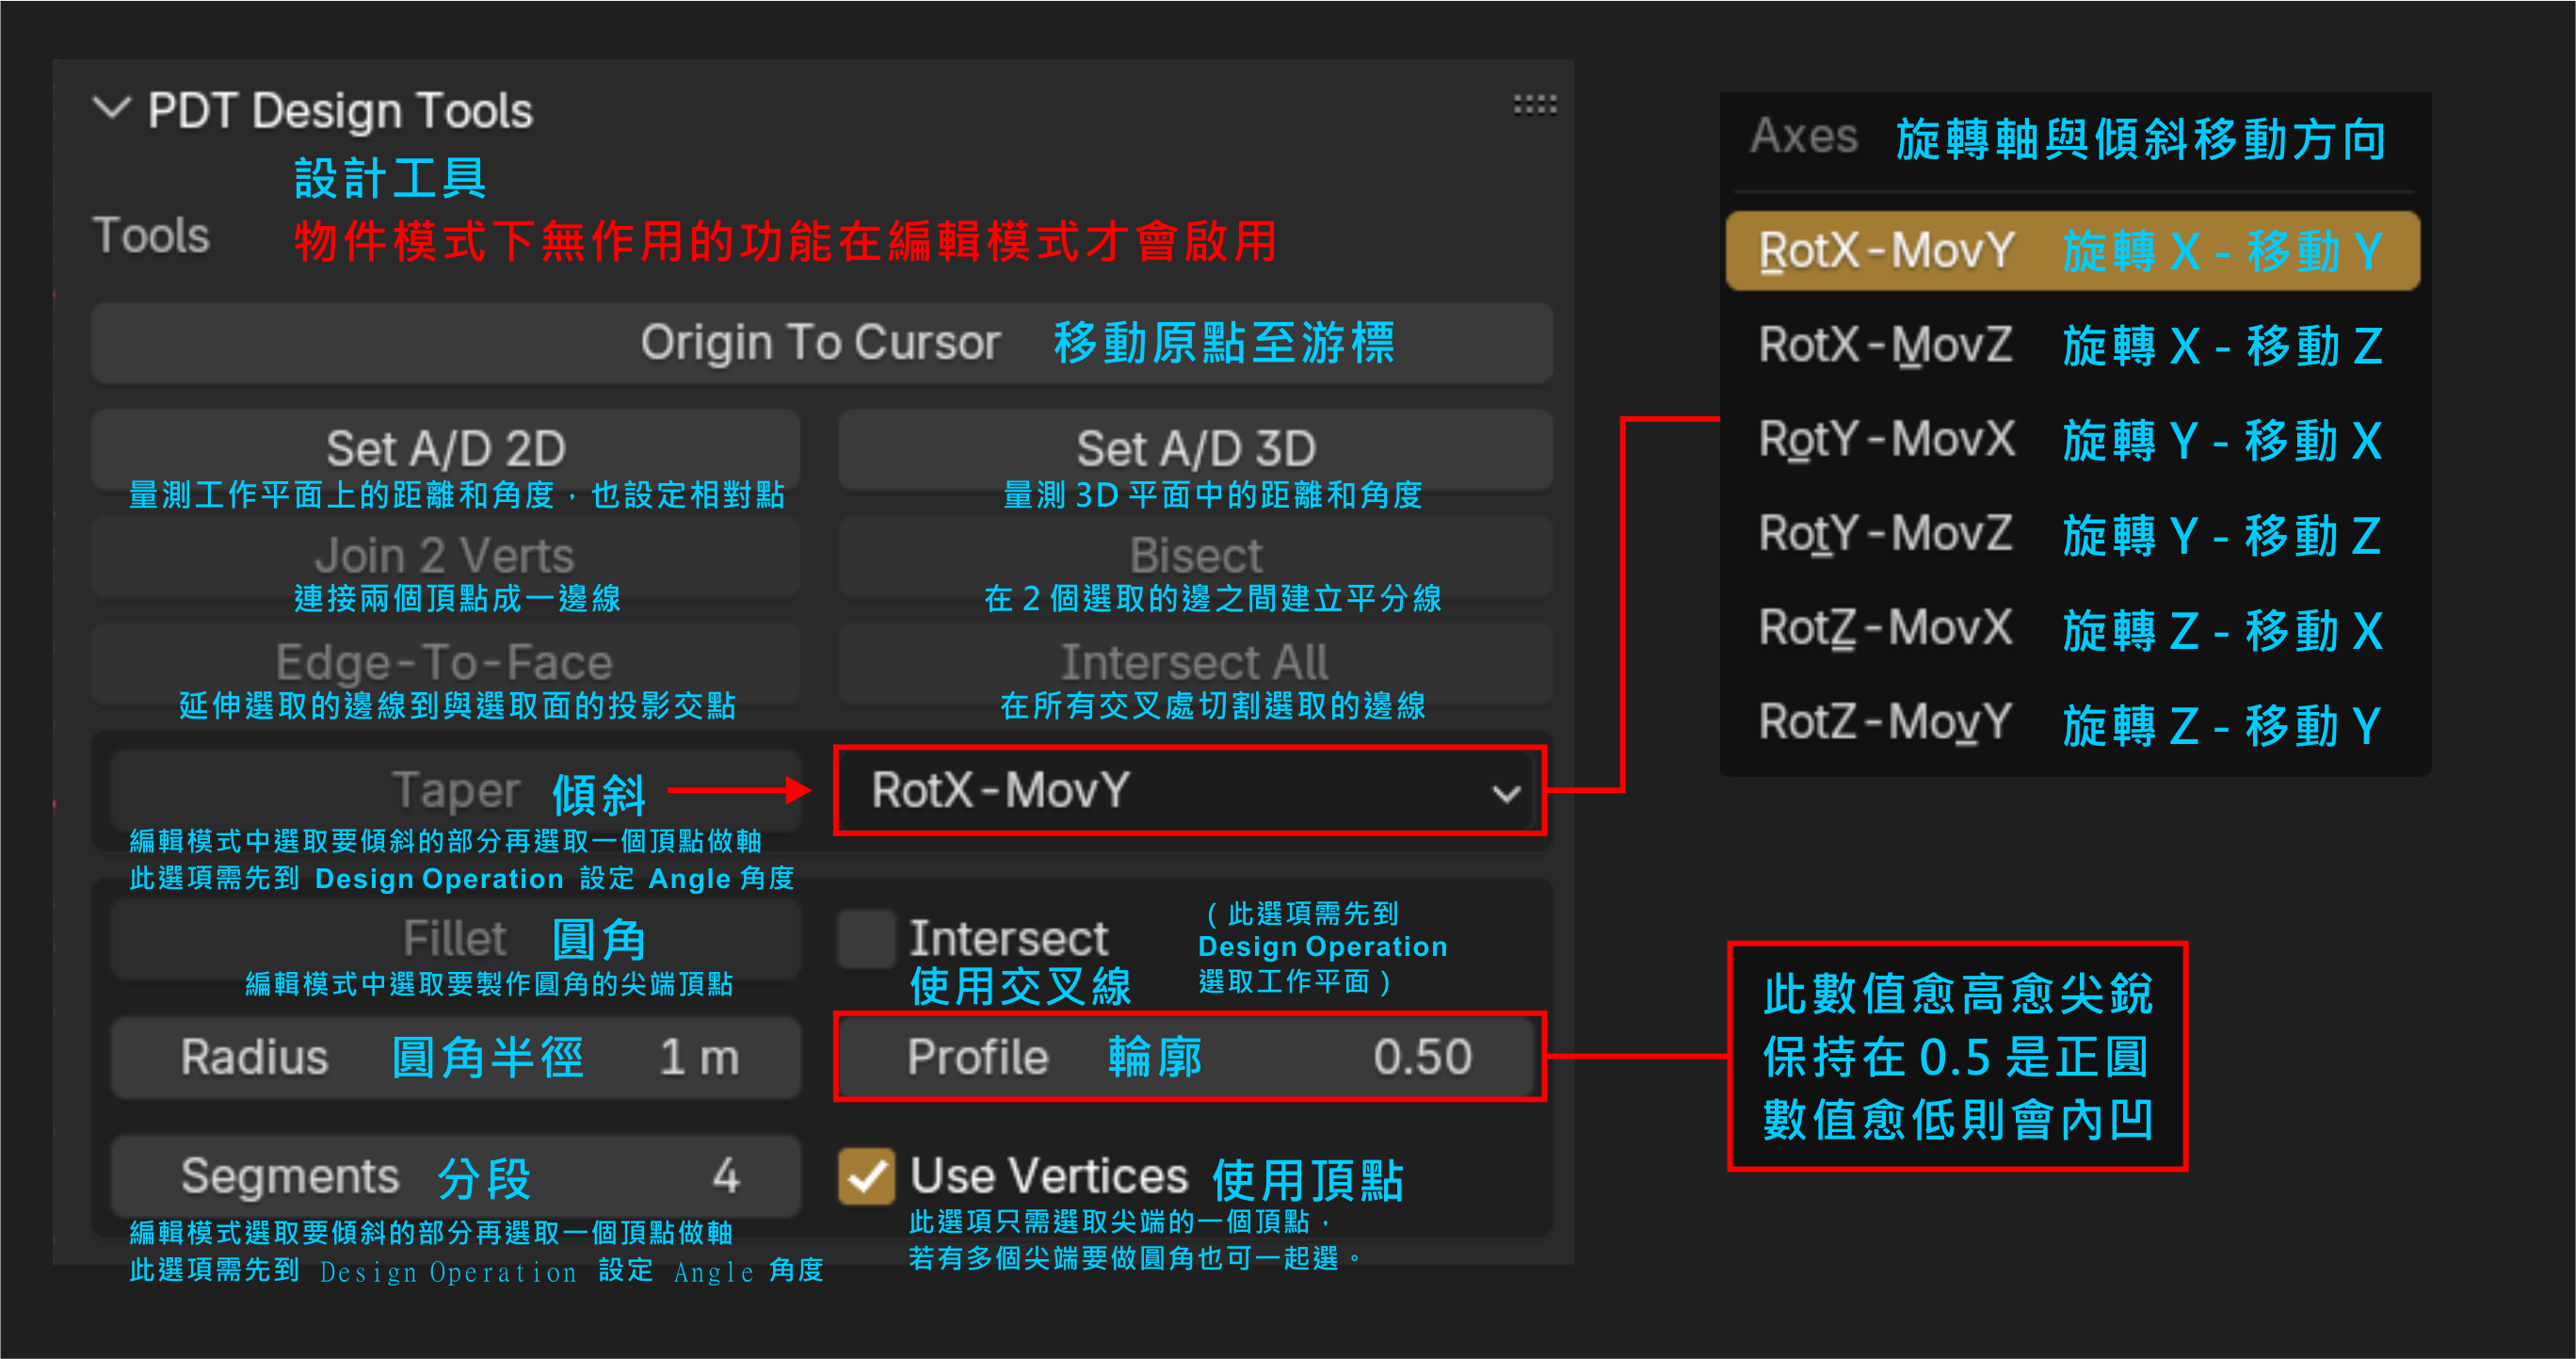 PDT Design Tools
設計工具
Tools
物件模式下無作用的功能在編輯模式才會啟用
Origin To Cursor 移動原點至游標
Set A/D 2D
量測工作平面上的距離和角度，也設定相對點
Set A/D 3D
量測 3D 平面中的距離和角度
Join 2 Verts
連接兩個頂點成一邊線
Bisect
在 2 個選取的邊之間建立平分線
Edge-To-Face
延伸選取的邊線到與選取面的投影交點
Intersect All
在所有交叉處切割選取的邊線
Taper 傾斜
RotX-MovY
編輯模式中選取要傾斜的部分再選取一個頂點做軸
此選項需先到 Design Operation 設定 Angle 角度
Fillet 圓角
編輯模式中選取要製作圓角的尖端頂點
Intersect
使用交叉線
（此選項需先到
Design Operation
選取工作平面）
Radius 圓角半徑 1 m
Profile 輪廓 0.50
Segments 分段 4
編輯模式選取要傾斜的部分再選取一個頂點做軸
此選項需先到 Design Operation 設定 Angle 角度
Use Vertices 使用頂點
此選項只需選取尖端的一個頂點，
若有多個尖端要做圓角也可一起選。
Axes 旋轉軸與傾斜移動方向
RotX-MovY 旋轉 X - 移動 Y
RotX-MovZ 旋轉 X - 移動 Z
RotY-MovX 旋轉 Y - 移動 X
RotY-MovZ 旋轉 Y - 移動 Z
RotZ-MovX 旋轉 Z - 移動 X
RotZ-MovY 旋轉 Z - 移動 Y
此數值愈高愈尖銳
保持在 0.5 是正圓
數值愈低則會內凹